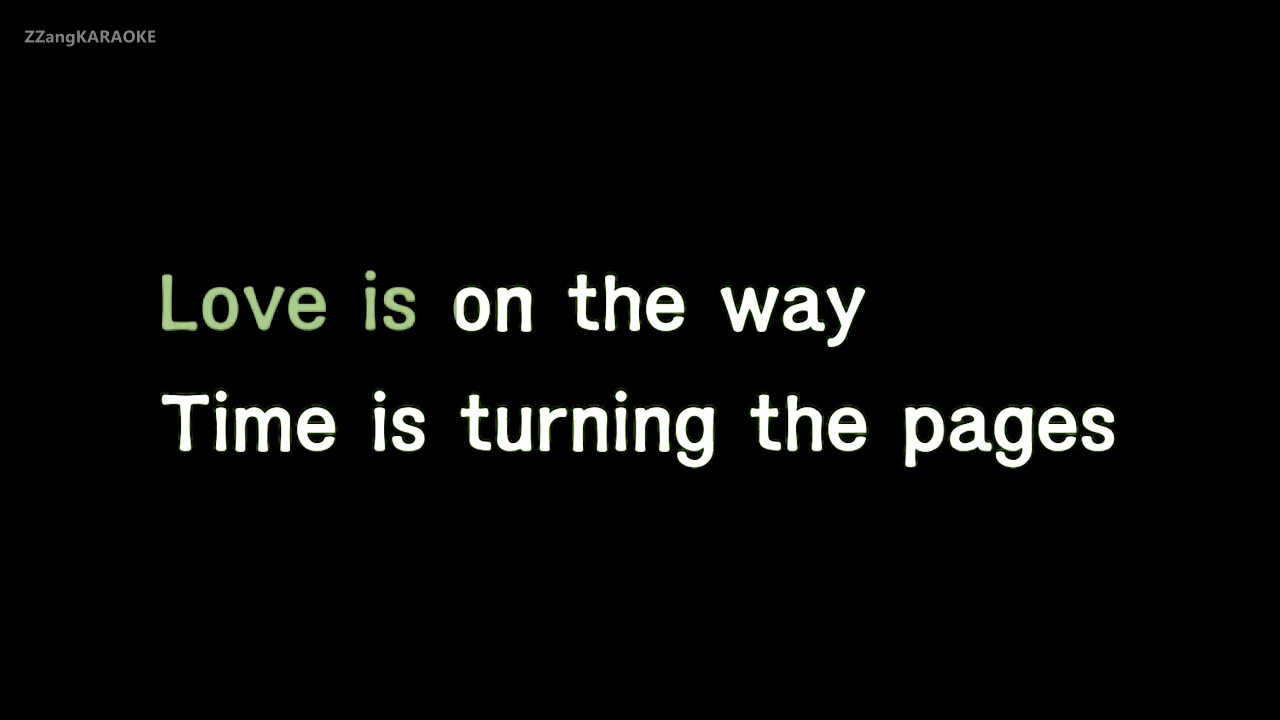 ZZangKARAOKE
Love is on the way
Time is turning the pages